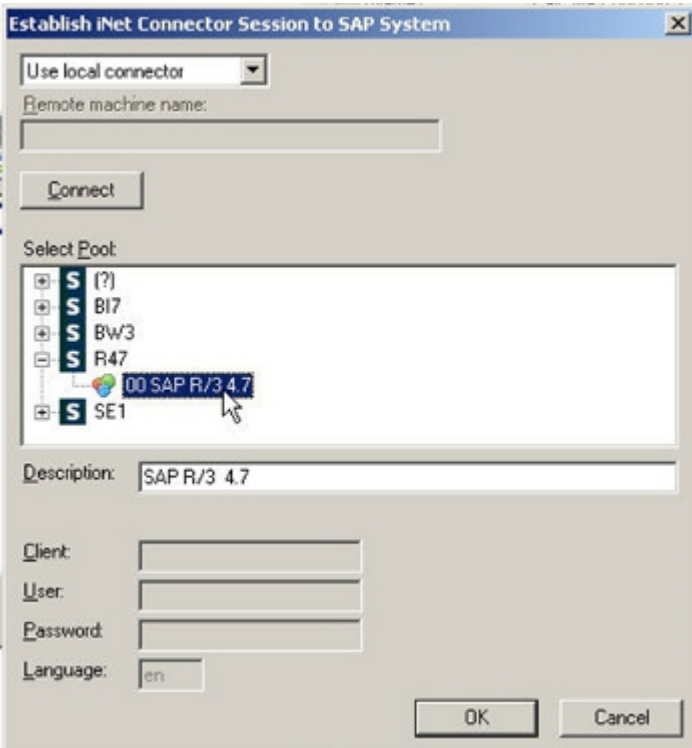 Establish iNet Connector Session to SAP System
Use local connector
Remote machine name:
Connect
Select Pool:
S (?)
S BI7
S BW3
S R47
00 SAP R/3 4.7
S SE1
Description: SAP R/3 4.7
Client:
User:
Password:
Language: en
OK Cancel